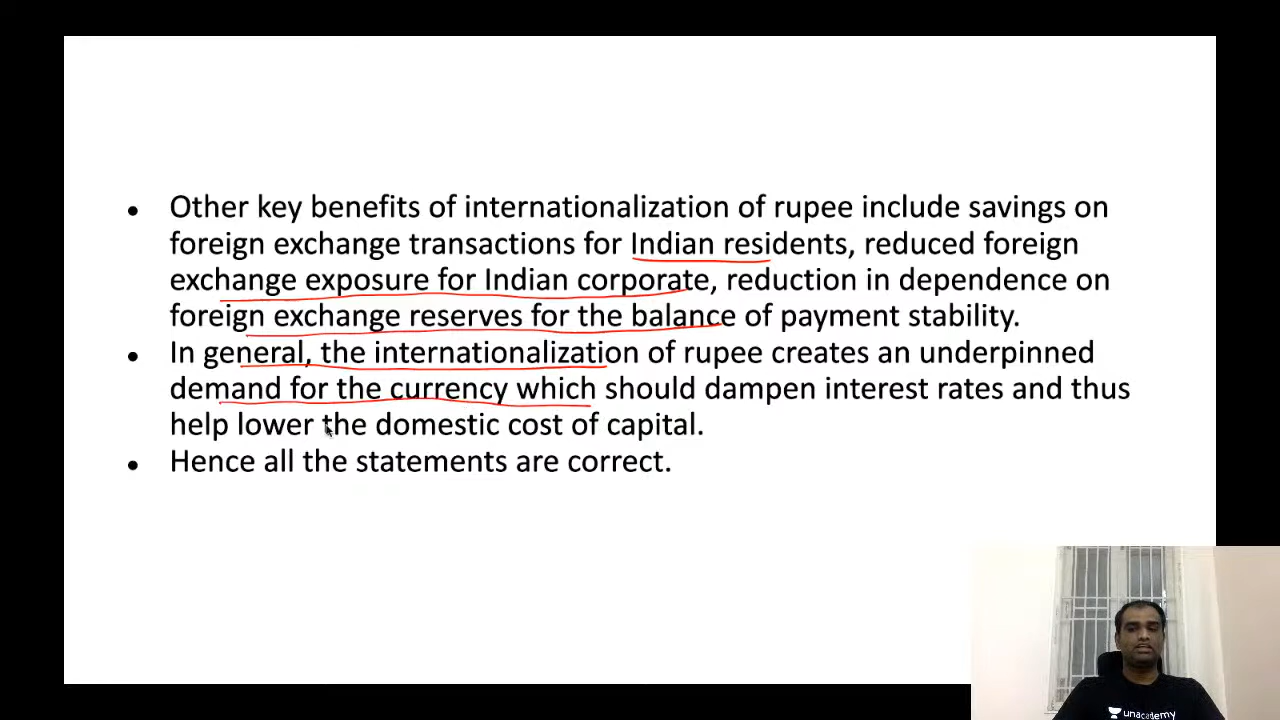 Other key benefits of internationalization of rupee include savings on
foreign exchange transactions for Indian residents, reduced foreign
exchange exposure for Indian corporate, reduction in dependence on
foreign exchange reserves for the balance of payment stability.
In general, the internationalization of rupee creates an underpinned
demand for the currency which should dampen interest rates and thus
help lower the domestic cost of capital.
Hence all the statements are correct.
unacademy